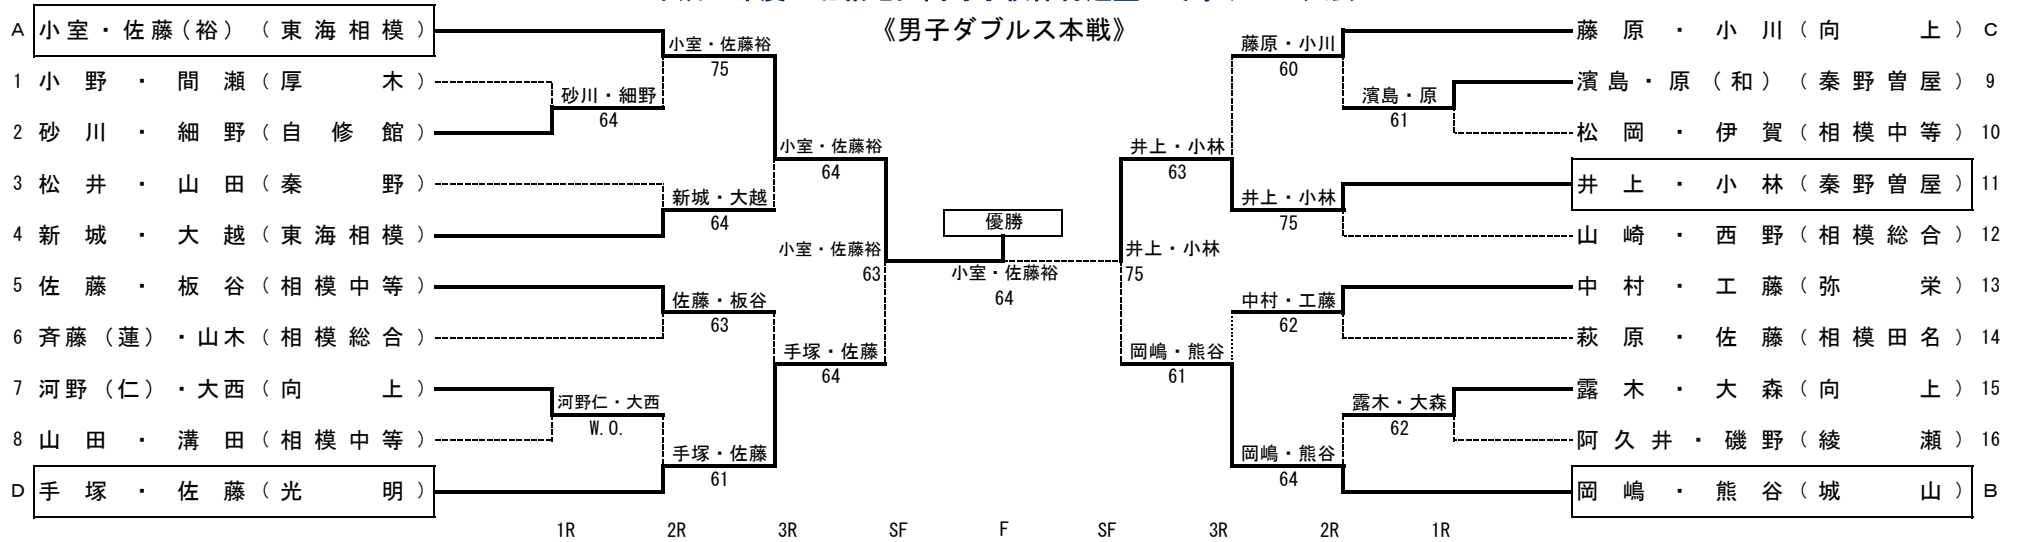 《男子ダブルス本戦》
A 小室・佐藤(裕) (東海相模)
1 小野・間瀬(厚木)
2 砂川・細野(自修館)
3 松井・山田(秦野)
4 新城・大越(東海相模)
5 佐藤・板谷(相模中等)
6 斉藤(蓮)・山木(相模総合)
7 河野(仁)・大西(向上)
8 山田・溝田(相模中等)
D 手塚・佐藤(光明)
砂川・細野
64
河野仁・大西
W.O.
小室・佐藤裕
75
新城・大越
64
佐藤・板谷
63
手塚・佐藤
61
小室・佐藤裕
64
手塚・佐藤
64
小室・佐藤裕
63
優勝
小室・佐藤裕
64
井上・小林
75
井上・小林
63
岡嶋・熊谷
61
藤原・小川
60
井上・小林
75
中村・工藤
62
岡嶋・熊谷
64
濱島・原
61
露木・大森
62
藤原・小川(向上) C
濱島・原(和) (秦野曽屋) 9
松岡・伊賀(相模中等) 10
井上・小林(秦野曽屋) 11
山崎・西野(相模総合) 12
中村・工藤(弥栄) 13
萩原・佐藤(相模田名) 14
露木・大森(向上) 15
阿久井・磯野(綾瀬) 16
岡嶋・熊谷(城山) B
1R 2R 3R SF F SF 3R 2R 1R